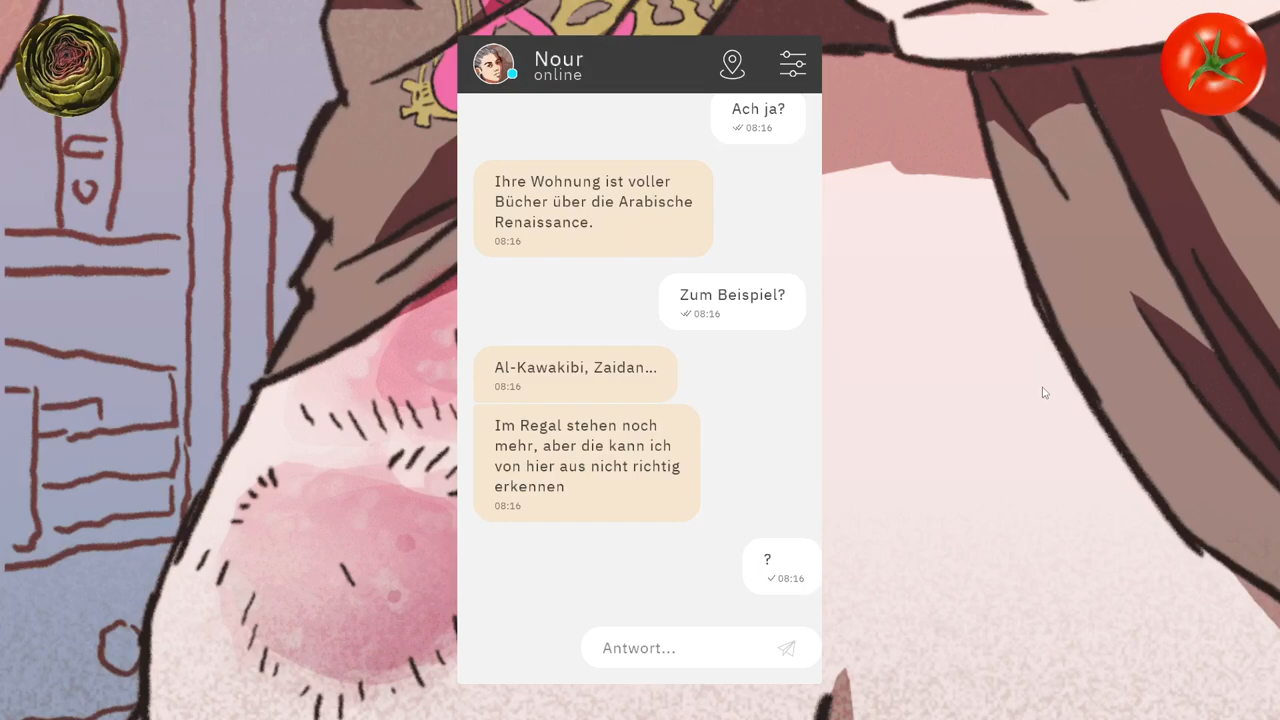 Nour
online
Ach ja?
08:16
Ihre Wohnung ist voller
Bücher über die Arabische
Renaissance.
08:16
Zum Beispiel?
08:16
Al-Kawakibi, Zaidan...
08:16
Im Regal stehen noch
mehr, aber die kann ich
von hier aus nicht richtig
erkennen
08:16
?
08:16
Antwort...